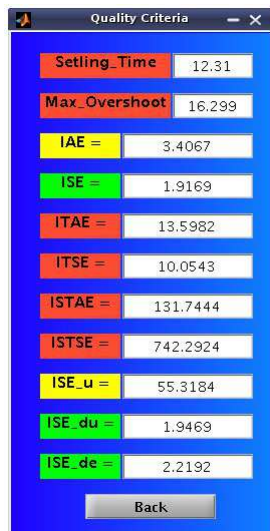 Quality Criteria
Setling_Time 12.31
Max_Overshoot 16.299
IAE = 3.4067
ISE = 1.9169
ITAE = 13.5982
ITSE = 10.0543
ISTAE = 131.7444
ISTSE = 742.2924
ISE_u = 55.3184
ISE_du = 1.9469
ISE_de = 2.2192
Back